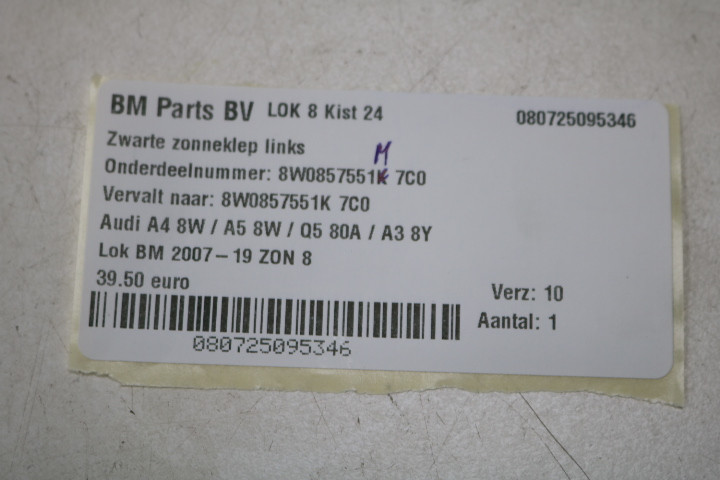 BM Parts BV LOK 8 Kist 24 080725095346
Zwarte zonneklep links
M
Onderdeelnummer: 8W0857551K 7C0
Vervalt naar: 8W0857551K 7C0
Audi A4 8W / A5 8W / Q5 80A / A3 8Y
Lok BM 2007-19 ZON 8
39.50 euro
Verz: 10
Aantal: 1
080725095346